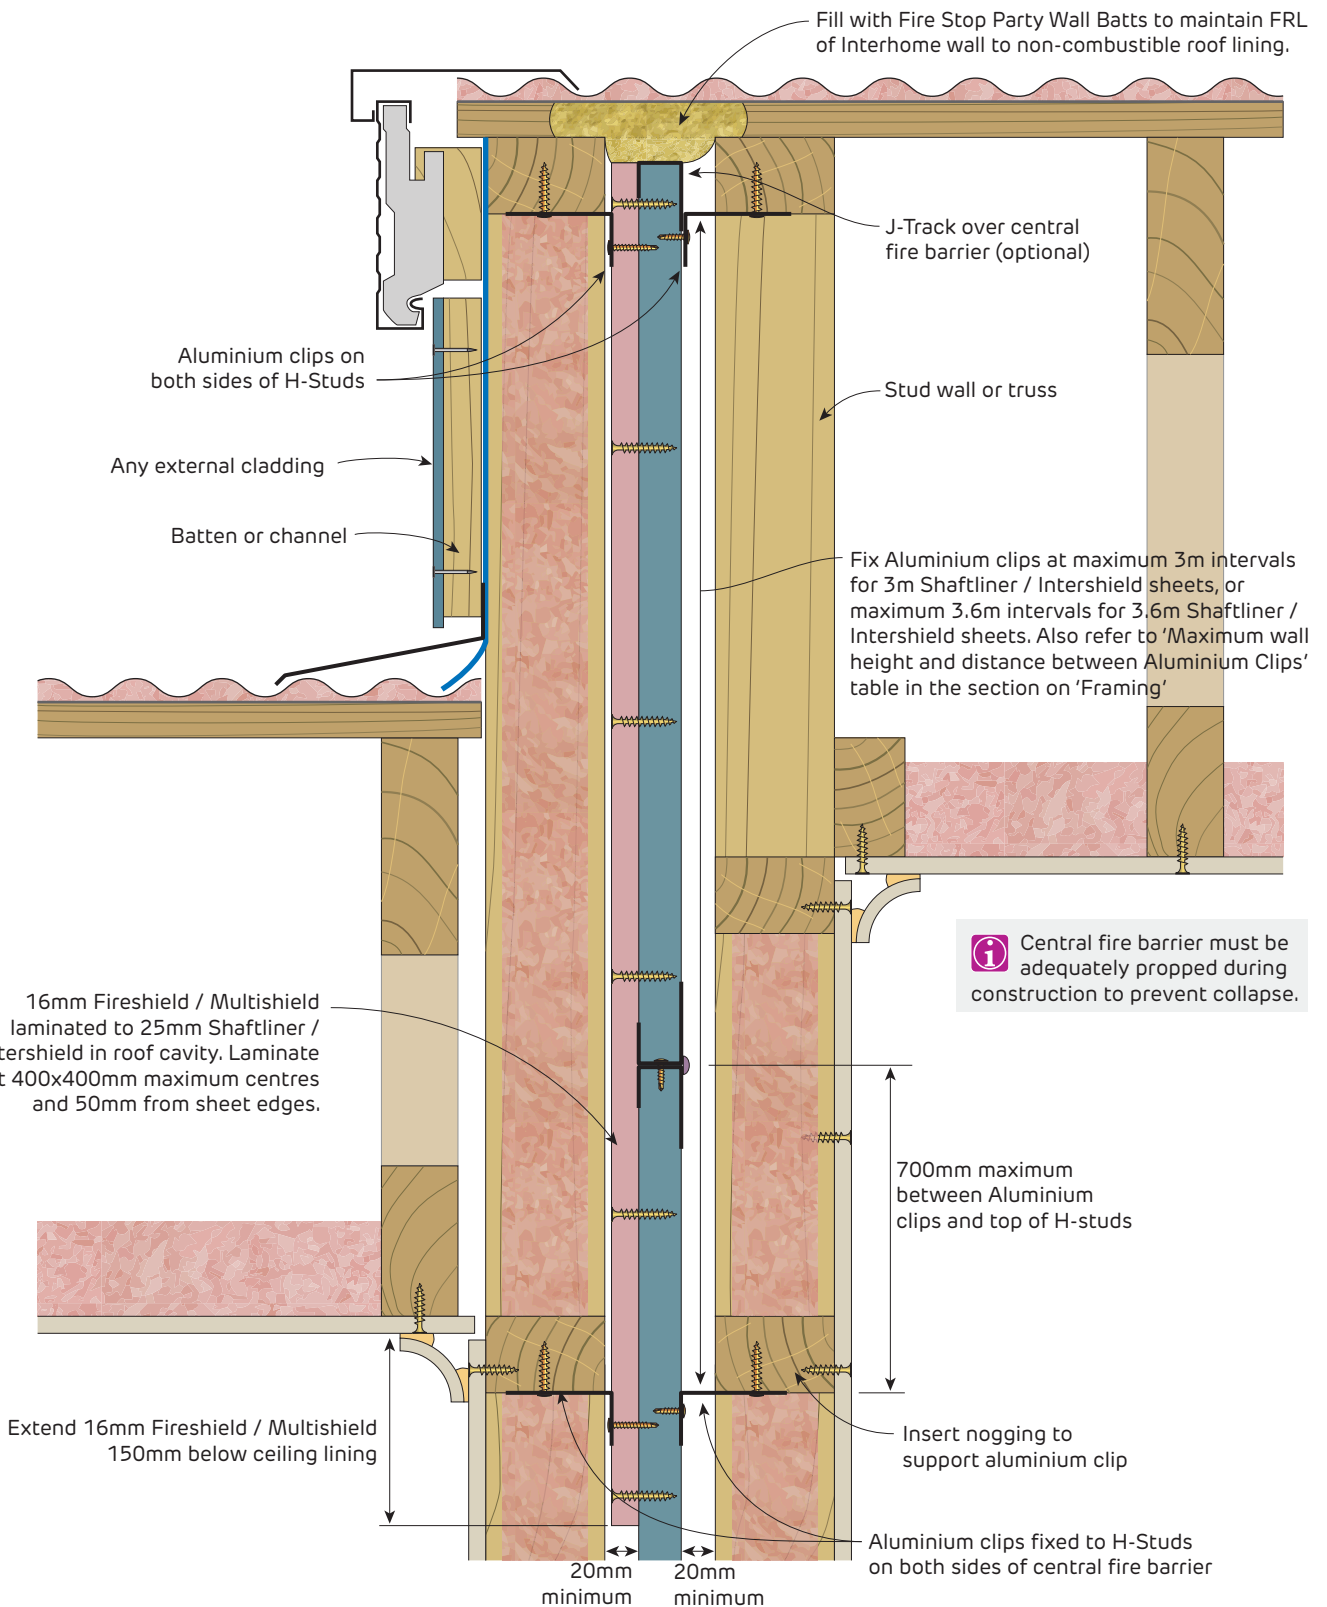 Fill with Fire Stop Party Wall Batts to maintain FRL
of Interhome wall to non-combustible roof lining.
J-Track over central
fire barrier (optional)
Aluminium clips on
both sides of H-Studs
Stud wall or truss
Any external cladding
Batten or channel
Fix Aluminium clips at maximum 3m intervals
for 3m Shaftliner / Intershield sheets, or
maximum 3.6m intervals for 3.6m Shaftliner /
Intershield sheets. Also refer to ‘Maximum wall
height and distance between Aluminium Clips’
table in the section on ‘Framing’
Central fire barrier must be
adequately propped during
construction to prevent collapse.
16mm Fireshield / Multishield
laminated to 25mm Shaftliner /
tershield in roof cavity. Laminate
t 400x400mm maximum centres
and 50mm from sheet edges.
700mm maximum
between Aluminium
clips and top of H-studs
Extend 16mm Fireshield / Multishield
150mm below ceiling lining
Insert nogging to
support aluminium clip
Aluminium clips fixed to H-Studs
on both sides of central fire barrier
20mm
minimum
20mm
minimum